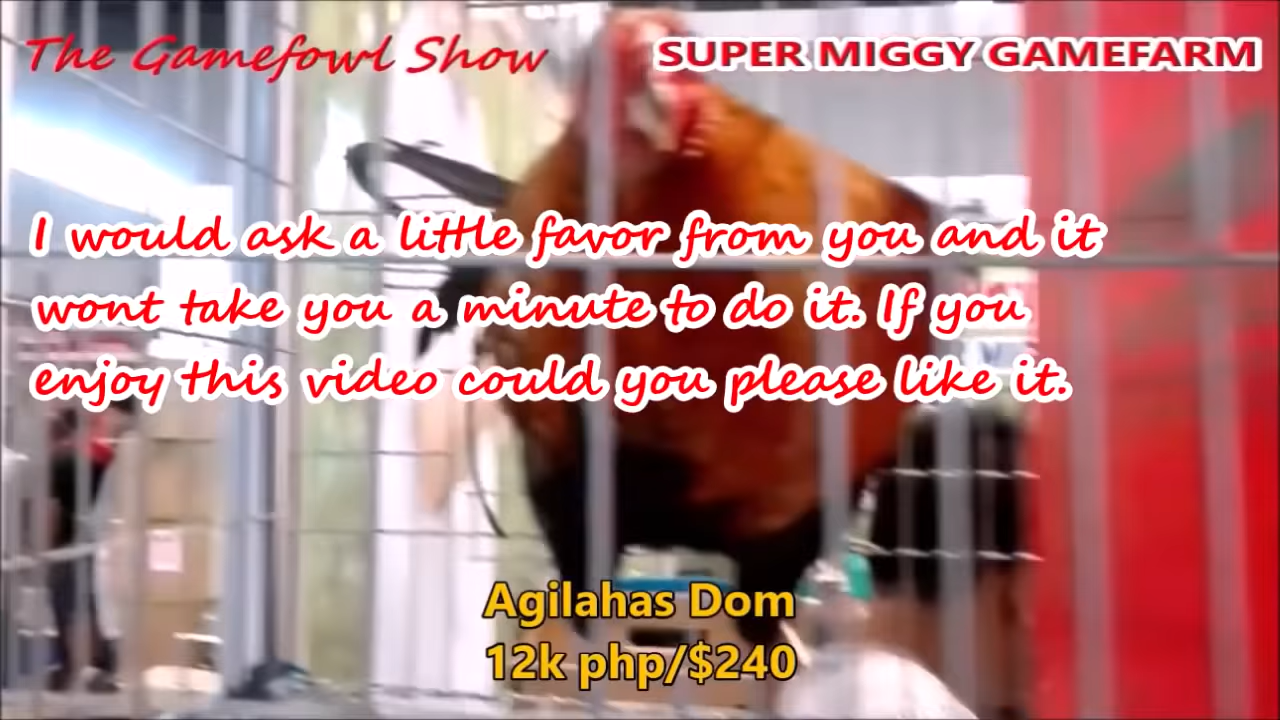 The Gamefowl Show
SUPER MIGGY GAMEFARM
I would ask a little favor from you and it
wont take you a minute to do it. If you
enjoy this video could you please like it.
Agilahas Dom
12k php/$240